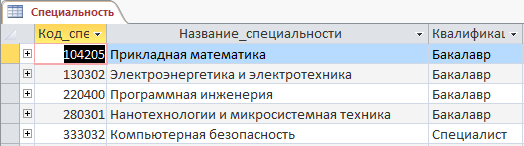 Специальность
Код_спе Название_специальности Квалификац
104205 Прикладная математика Бакалавр
130302 Электроэнергетика и электротехника Бакалавр
220400 Программная инженерия Бакалавр
280301 Нанотехнологии и микросистемная техника Бакалавр
333032 Компьютерная безопасность Специалист